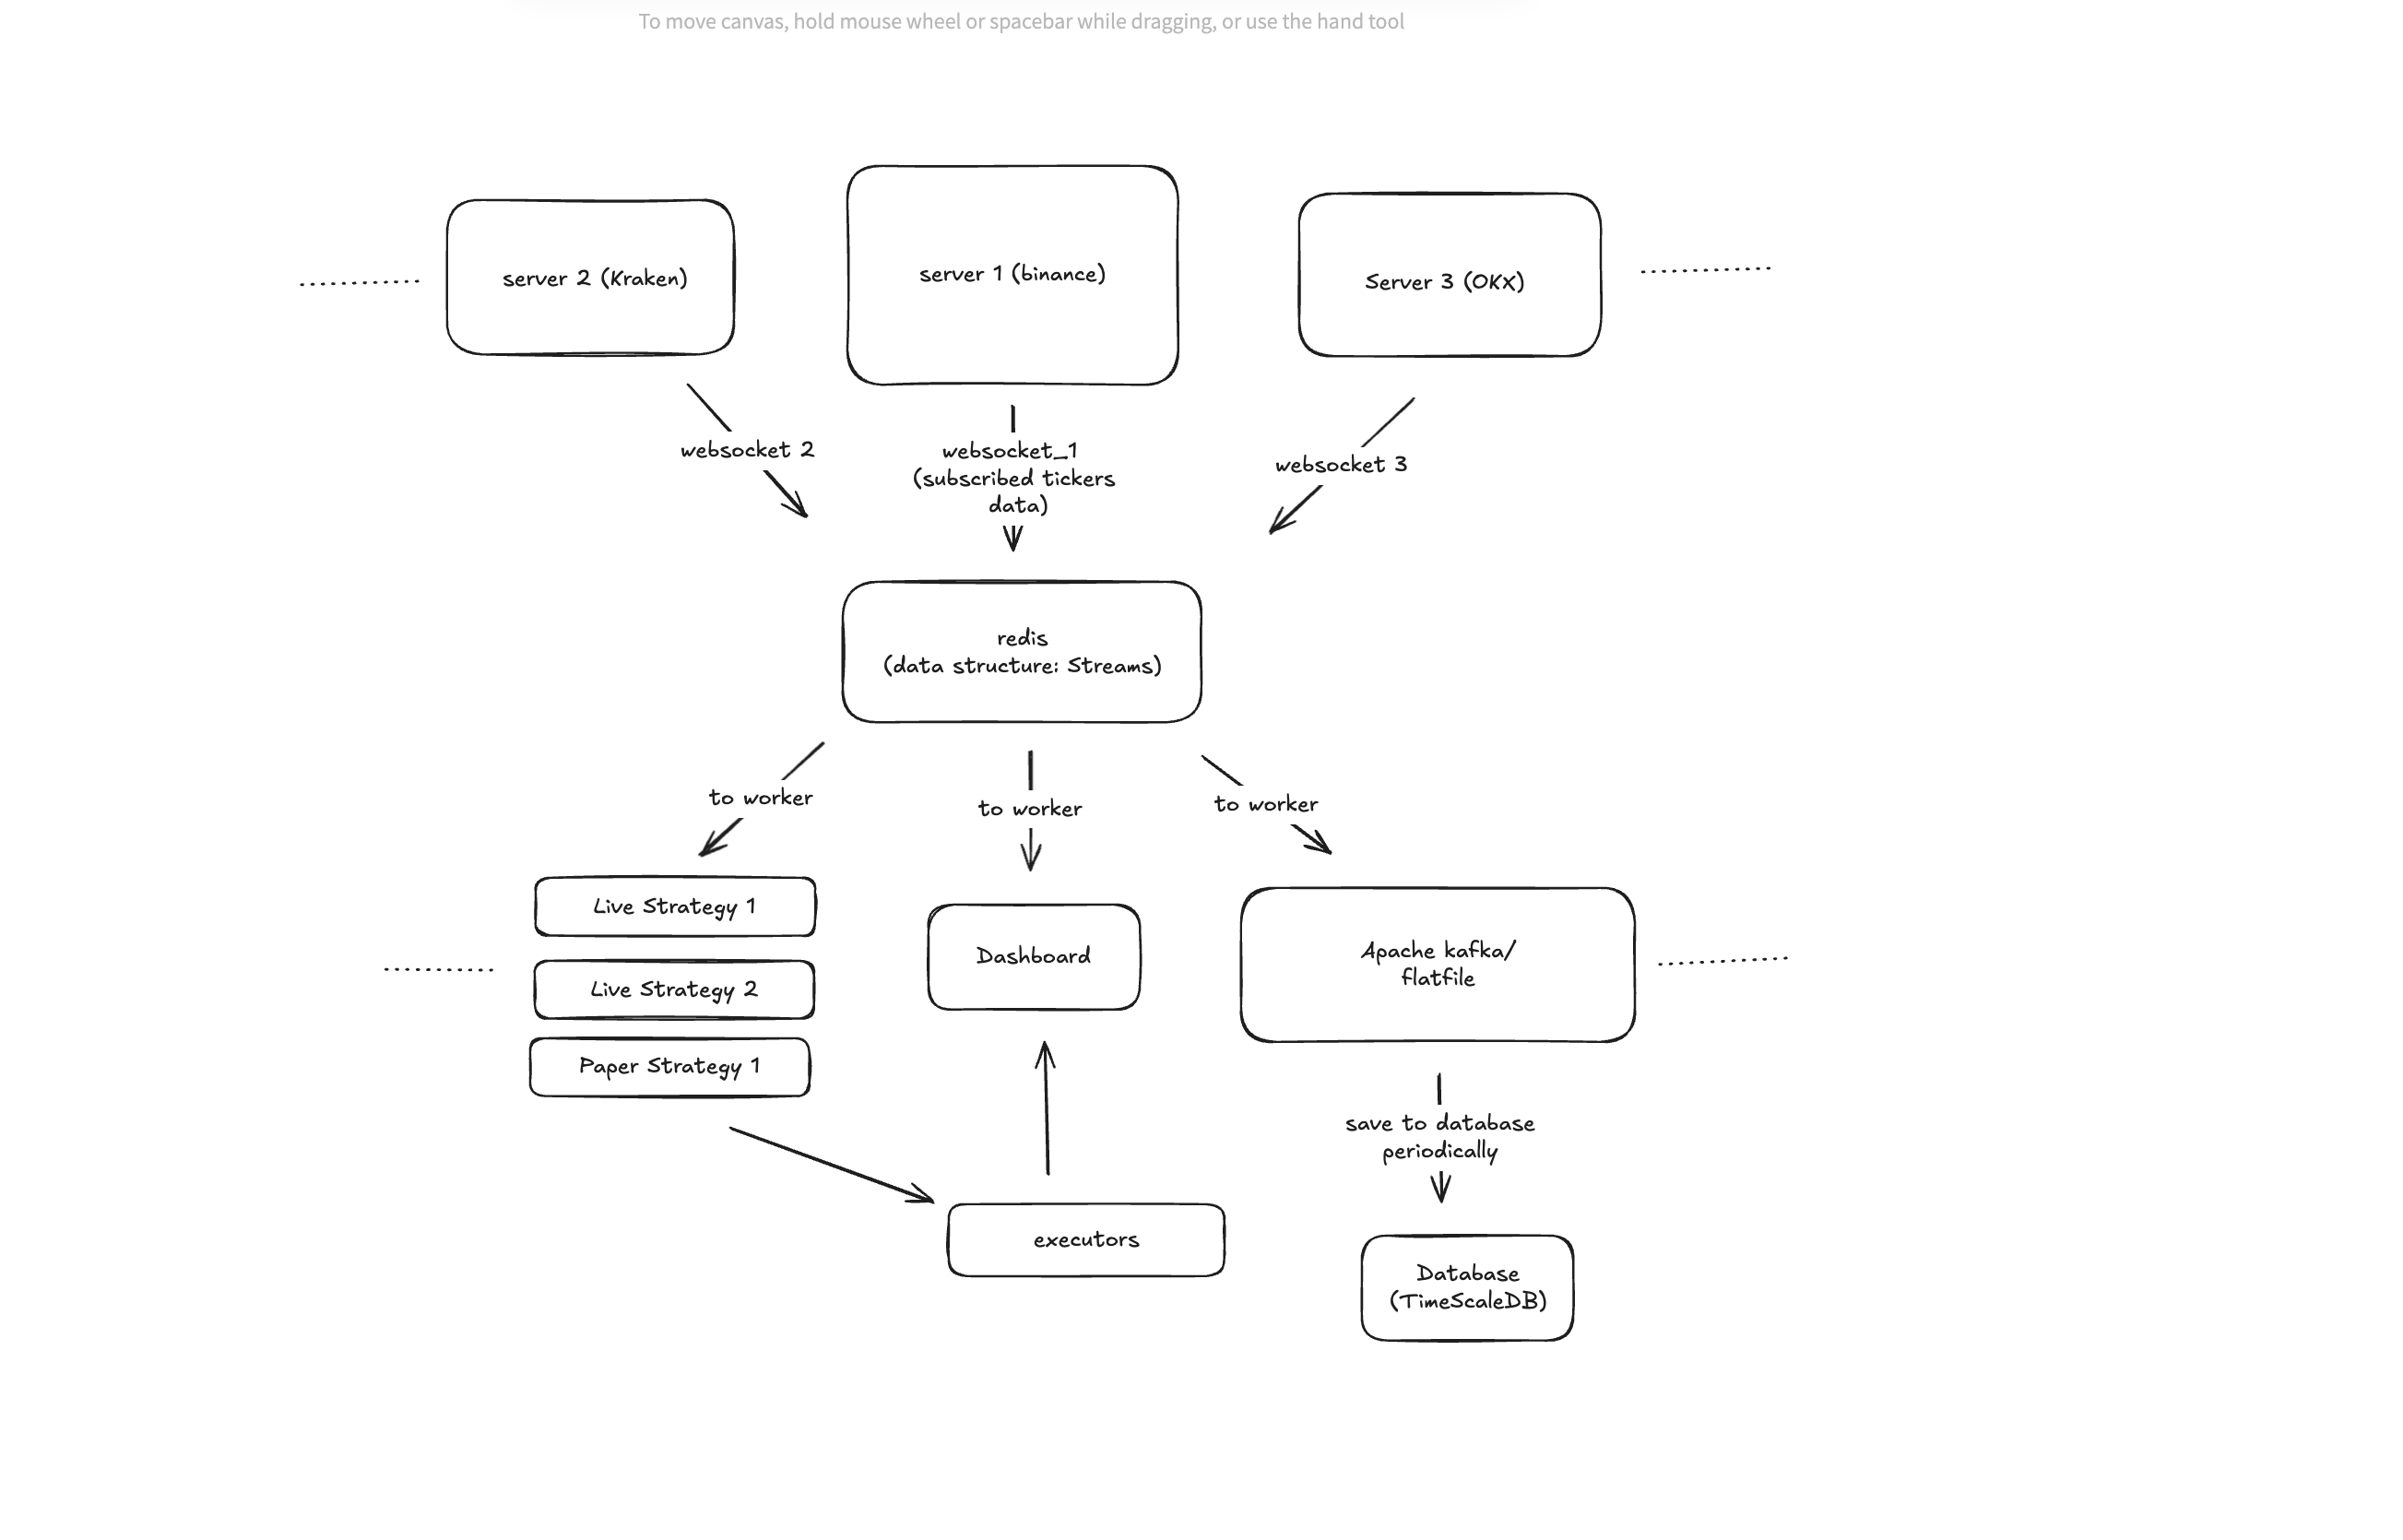 To move canvas, hold mouse wheel or spacebar while dragging, or use the hand tool
server 2 (Kraken)
server 1 (binance)
Server 3 (OKX)
websocket 2
websocket_1
(subscribed tickers
data)
websocket 3
redis
(data structure: Streams)
to worker
to worker
to worker
Live Strategy 1
Live Strategy 2
Paper Strategy 1
Dashboard
Apache kafka/
flatfile
save to database
periodically
executors
Database
(TimeScaleDB)